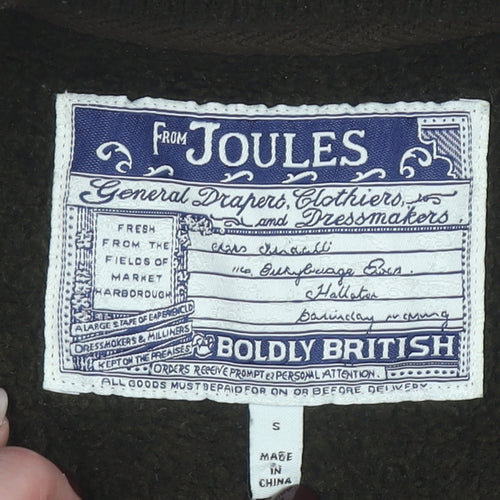 FROM JOULES
General Drapers, Clothiers,
and Dressmakers.
FRESH
FROM THE
FIELDS OF
MARKET
HARBOROUGH
A LARGE STAFF OF EXPERIENCED
DRESSMAKERS & MILLINERS
KEPT ON THE PREMISES
Hallaton
BOLDLY BRITISH
ORDERS RECEIVE PROMPT & PERSONAL ATTENTION.
ALL GOODS MUST BE PAID FOR ON OR BEFORE DELIVERY
S
MADE
IN
CHINA